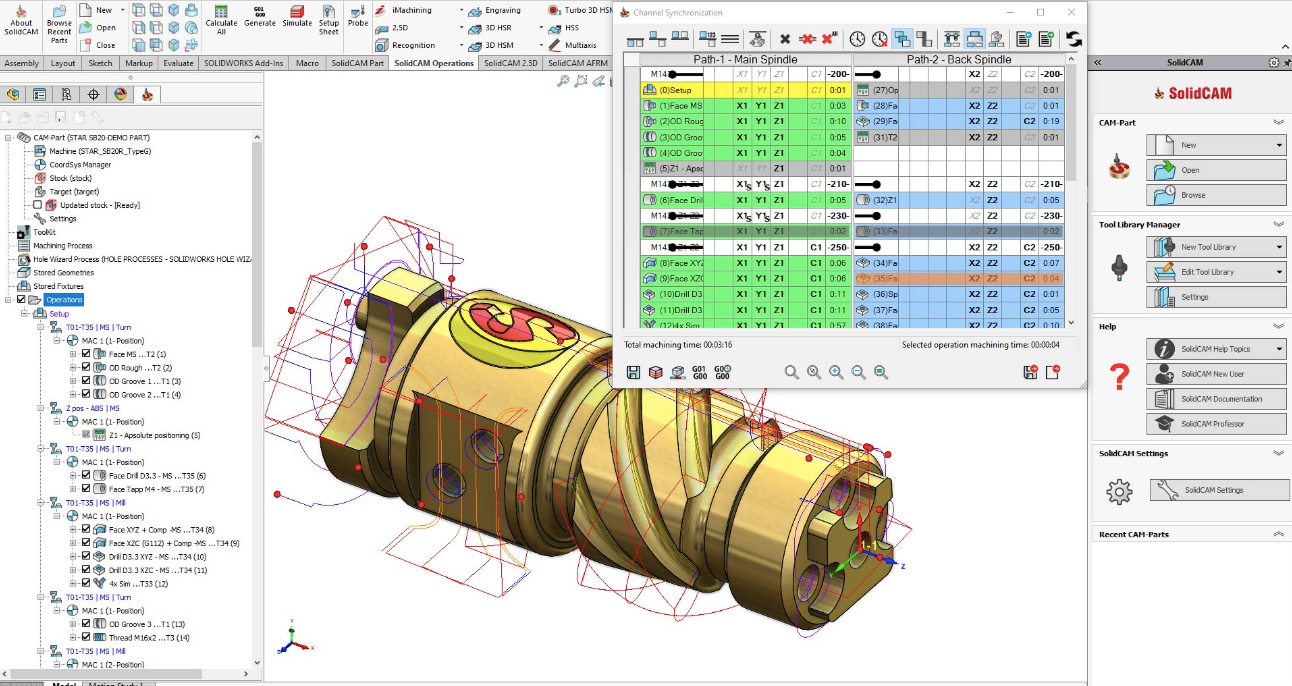 About SolidCAM
Browse Recent Parts
New
Open
Close
Calculate All
G01 G00
Generate
Simulate
Setup Sheet
Probe
iMachining
2.5D
Recognition
Engraving
3D HSR
3D HSM
Turbo 3D HSM
HSS
Multiaxis
Assembly
Layout
Sketch
Markup
Evaluate
SOLIDWORKS Add-Ins
Macro
SolidCAM Part
SolidCAM Operations
SolidCAM 2.5D
SolidCAM AFRM
CAM-Part (STAR SB20-DEMO PART)
Machine (STAR_SB20R_TypeG)
CoordSys Manager
Stock (stock)
Target (target)
Updated stock - [Ready]
Settings
ToolKit
Machining Process
Hole Wizard Process (HOLE PROCESSES - SOLIDWORKS HOLE WIZA
Stored Geometries
Stored Fixtures
Operations
Setup
T01-T35 | MS | Turn
MAC 1 (1- Position)
Face MS ...T2 (1)
OD Rough ...T2 (2)
OD Groove 1 ...T1 (3)
OD Groove 2 ...T1 (4)
Z pos - ABS | MS
MAC 1 (1- Position)
Z1 - Apsolute positioning (5)
T01-T35 | MS | Turn
MAC 1 (1- Position)
Face Drill D3.3 - MS ...T35 (6)
Face Tapp M4 - MS ...T35 (7)
T01-T35 | MS | Mill
MAC 1 (1- Position)
Face XYZ + Comp -MS ...T34 (8)
Face XZC (G112) + Comp -MS ...T34 (9)
Drill D3.3 XYZ - MS ...T34 (10)
Drill D3.3 XZC - MS ...T34 (11)
4x Sim ...T33 (12)
T01-T35 | MS | Turn
MAC 1 (1- Position)
OD Groove 3 ...T1 (13)
Thread M16x2 ...T3 (14)
T01-T35 | MS | Mill
MAC 1 (2- Position)
Model
Motion Study 1
Channel Synchronization
Path-1 - Main Spindle Path-2 - Back Spindle
M14 X1 Y1 Z1 C1 -200- X2 Z2 C2 -200-
(0)Setup X1 Y1 Z1 C1 0:01 (27)Op X2 Z2 C2 0:01
(1)Face MS X1 Y1 Z1 C1 0:03 (28)Fa X2 Z2 C2 0:01
(2)OD Roug X1 Y1 Z1 C1 0:10 (29)Fa X2 Z2 C2 0:19
(3)OD Groo X1 Y1 Z1 C1 0:05 (31)T2 X2 Z2 C2 0:01
(4)OD Groo X1 Y1 Z1 C1 0:04
(5)Z1 - Apso X1 Y1 Z1 C1 0:01
M14 Z1-Z2 X1S Y1S Z1 C1 -210- X2 Z2 C2 -210-
(6)Face Dril X1 Y1 Z1 C1 0:05 (32)Z1 X2 Z2 C2 0:05
M14 Z1-Z2 X1S Y1S Z1 C1 -230- X2 Z2 C2 -230-
(7)Face Tap X1 Y1 Z1 C1 0:02 (33)Fa X2 Z2 C2 0:02
M14 Z1-Z2 X1 Y1 Z1 C1 -250- X2 Z2 C2 -250-
(8)Face XYZ X1 Y1 Z1 C1 0:06 (34)Fa X2 Z2 C2 0:07
(9)Face XZC X1 Y1 Z1 C1 0:06 (35)Fa X2 Z2 C2 0:04
(10)Drill D3 X1 Y1 Z1 C1 0:11 (36)Sp X2 Z2 C2 0:01
(11)Drill D3 X1 Y1 Z1 C1 0:11 (37)Fa X2 Z2 C2 0:05
(12)4x Sim X1 Y1 Z1 C1 0:57 (38)Fa X2 Z2 C2 0:10
Total machining time: 00:03:16
Selected operation machining time: 00:00:04
G01 G00
G0
G00
SolidCAM
SolidCAM
CAM-Part
New
Open
Browse
Tool Library Manager
New Tool Library
Edit Tool Library
Settings
Help
SolidCAM Help Topics
SolidCAM New User
SolidCAM Documentation
SolidCAM Professor
SolidCAM Settings
SolidCAM Settings
Recent CAM-Parts
Z
Y
X
Z